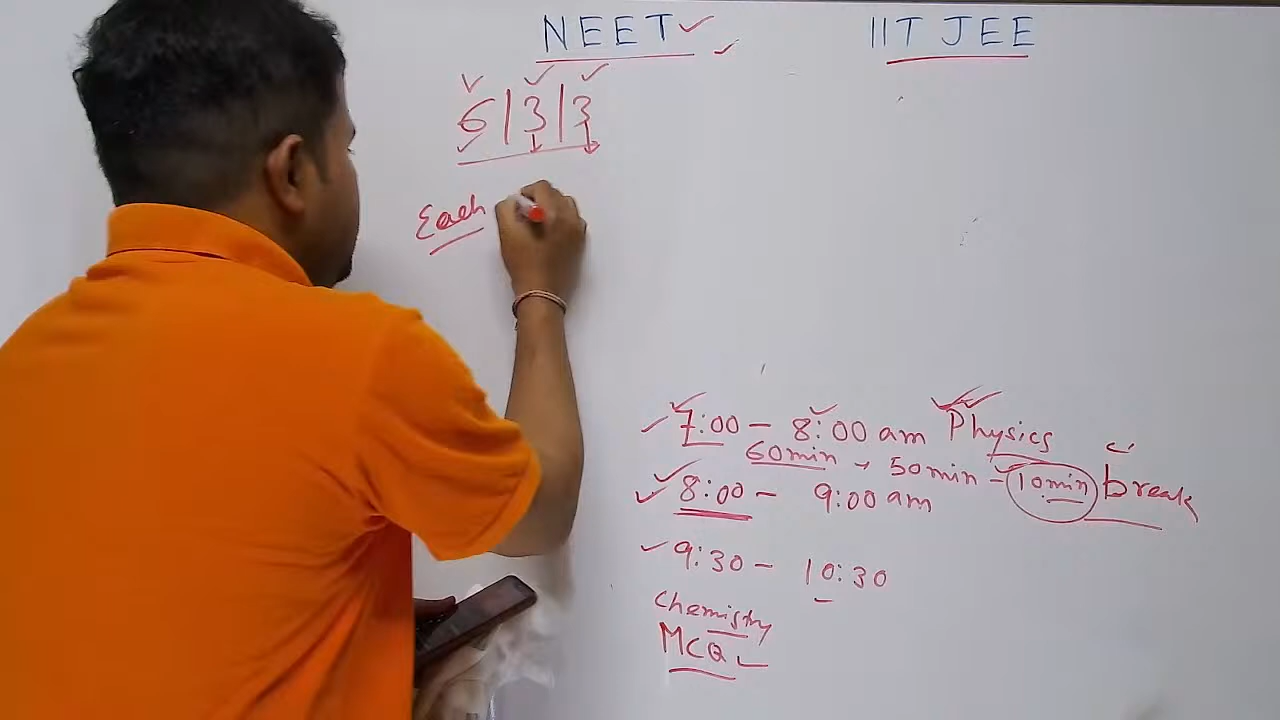 NEET IIT JEE
6 | 3 | 3
Each
7:00 - 8:00 am Physics
60min → 50min - 10min break
8:00 - 9:00 am
9:30 - 10:30
Chemistry
MCQ